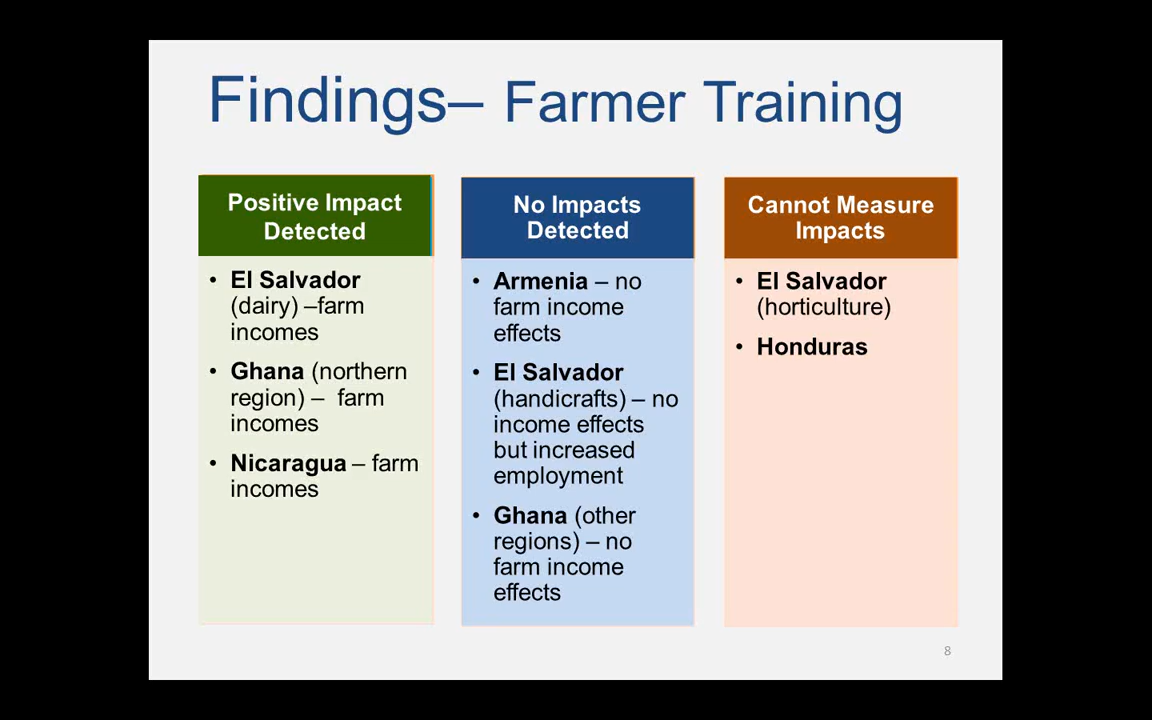 Findings– Farmer Training
Positive Impact
Detected
• El Salvador
(dairy) –farm
incomes
• Ghana (northern
region) – farm
incomes
• Nicaragua – farm
incomes
No Impacts
Detected
• Armenia – no
farm income
effects
• El Salvador
(handicrafts) – no
income effects
but increased
employment
• Ghana (other
regions) – no
farm income
effects
Cannot Measure
Impacts
• El Salvador
(horticulture)
• Honduras
8